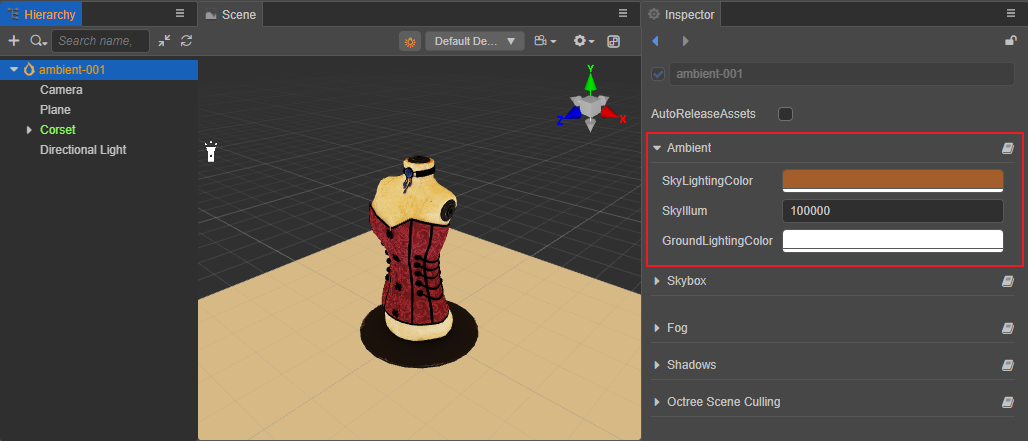 Hierarchy
Search name,
ambient-001
Camera
Plane
Corset
Directional Light
Scene
Default De...
Y
Z
X
Inspector
ambient-001
AutoReleaseAssets
Ambient
SkyLightingColor
SkyIllum
100000
GroundLightingColor
Skybox
Fog
Shadows
Octree Scene Culling